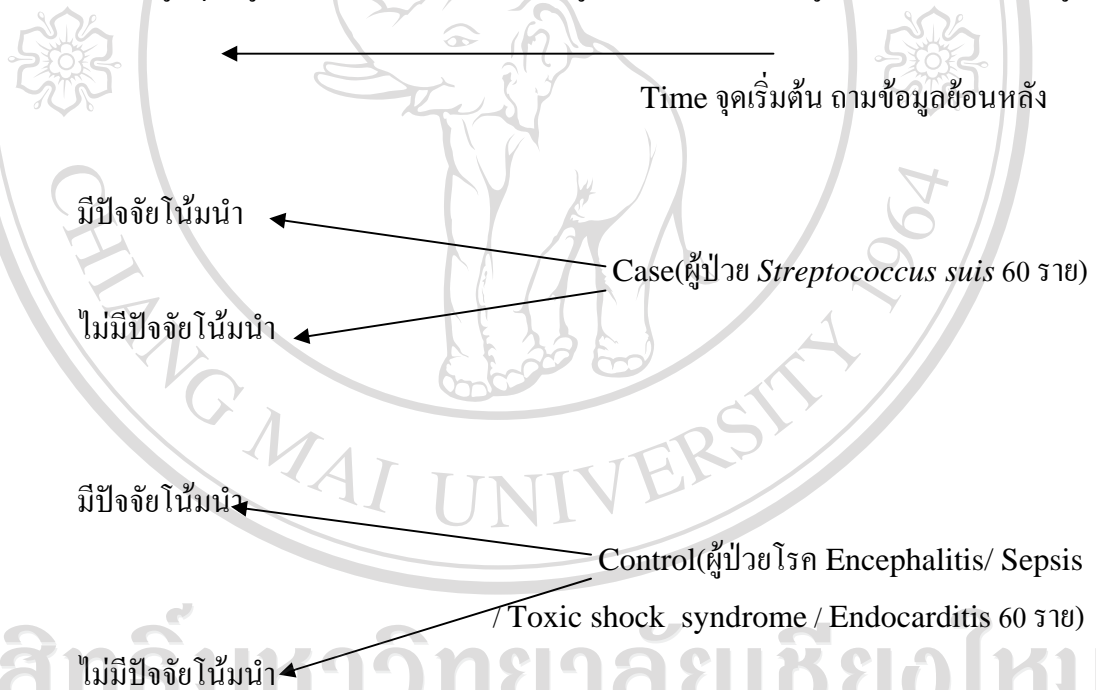 Time จุดเริ่มต้น ถามข้อมูลย้อนหลัง
มีปัจจัยโน้มนำ
Case(ผู้ป่วย Streptococcus suis 60 ราย)
ไม่มีปัจจัยโน้มนำ
มีปัจจัยโน้มนำ
Control(ผู้ป่วยโรค Encephalitis/ Sepsis
/ Toxic shock syndrome / Endocarditis 60 ราย)
ไม่มีปัจจัยโน้มนำ
CHIANG MAI UNIVERSITY 1964